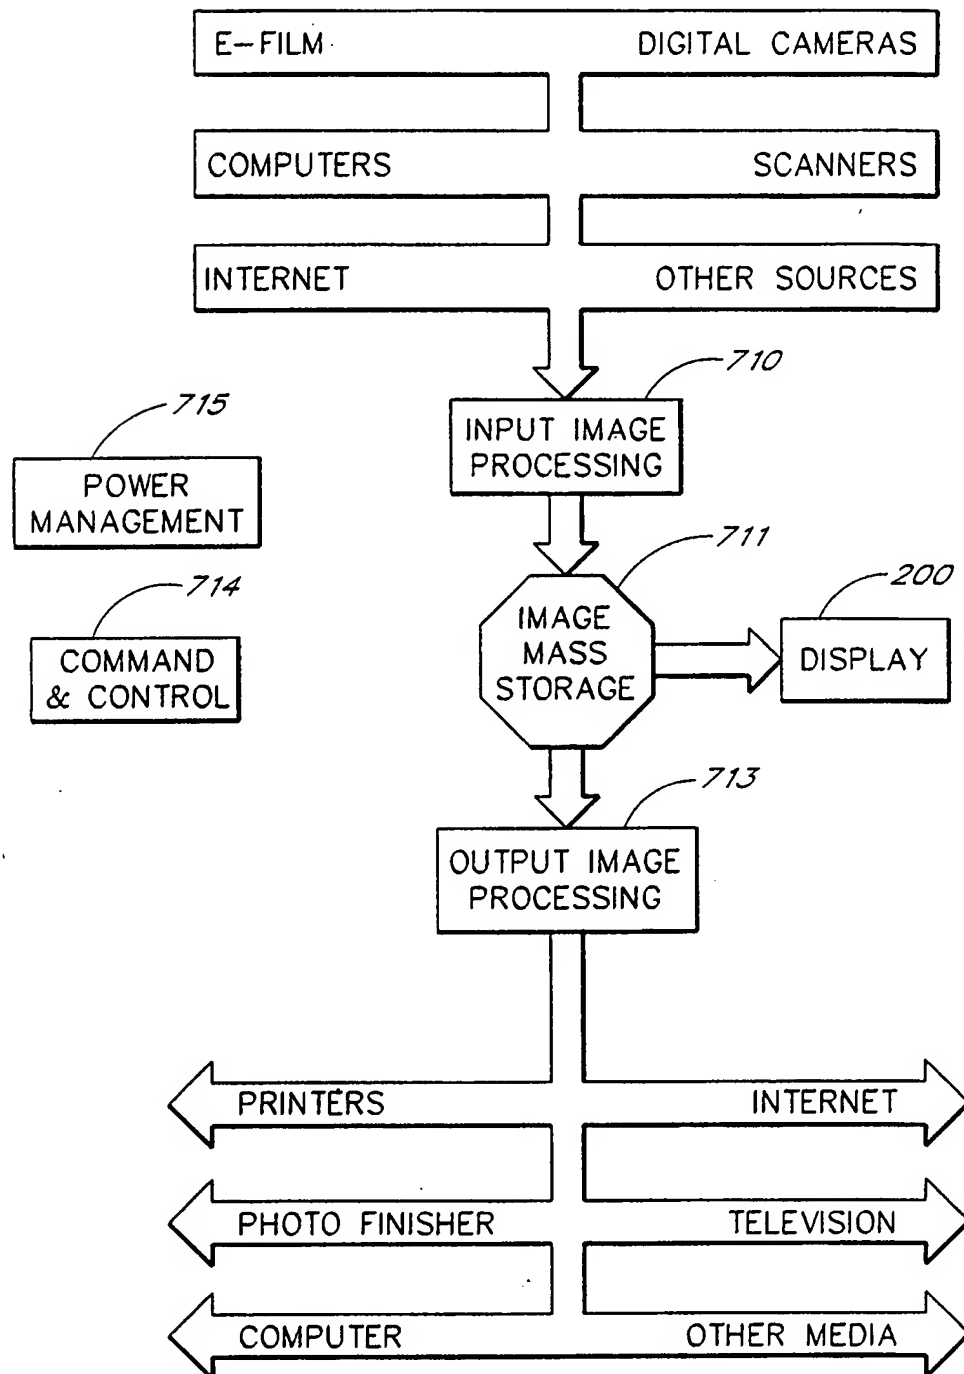 E-FILM DIGITAL CAMERAS
COMPUTERS SCANNERS
INTERNET OTHER SOURCES
710
INPUT IMAGE
PROCESSING
715
POWER
MANAGEMENT
711
IMAGE
MASS
STORAGE
200
DISPLAY
714
COMMAND
& CONTROL
713
OUTPUT IMAGE
PROCESSING
PRINTERS INTERNET
PHOTO FINISHER TELEVISION
COMPUTER OTHER MEDIA